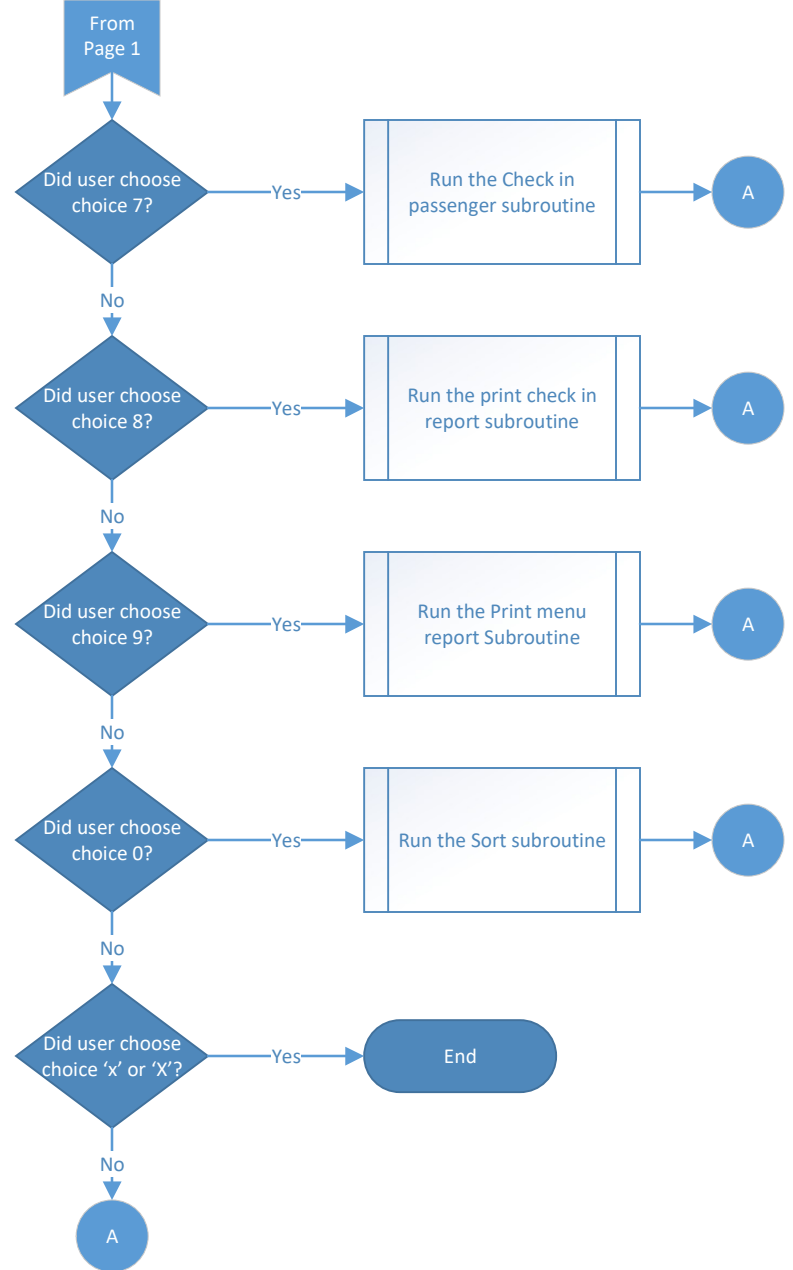 From
Page 1
Did user choose
choice 7?
Yes
Run the Check in
passenger subroutine
A
No
Did user choose
choice 8?
Yes
Run the print check in
report subroutine
A
No
Did user choose
choice 9?
Yes
Run the Print menu
report Subroutine
A
No
Did user choose
choice 0?
Yes
Run the Sort subroutine
A
No
Did user choose
choice ‘x’ or ‘X’?
Yes
End
No
A